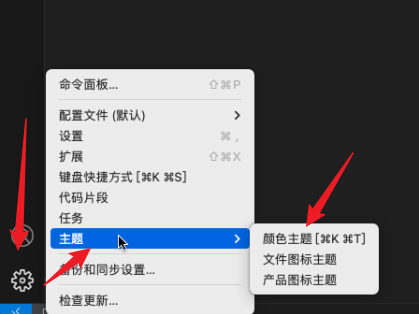 命令面板... ⇧⌘P
配置文件 (默认) >
设置 ⌘ ,
扩展 ⇧⌘X
键盘快捷方式 [⌘K ⌘S]
代码片段
任务
主题 >
颜色主题 [⌘K ⌘T]
文件图标主题
产品图标主题
备份和同步设置...
检查更新...